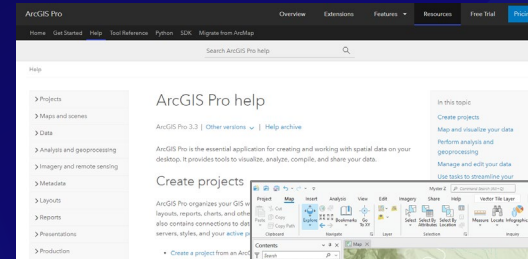 ArcGIS Pro Overview Extensions Features Resources Free Trial Pricing
Home Get Started Help Tool Reference Python SDK Migrate from ArcMap
Search ArcGIS Pro help
Help
Projects
Maps and scenes
Data
Analysis and geoprocessing
Imagery and remote sensing
Metadata
Layouts
Reports
Presentations
Production
ArcGIS Pro help
ArcGIS Pro 3.3 | Other versions | Help archive
ArcGIS Pro is the essential application for creating and working with spatial data on your
desktop. It provides tools to visualize, analyze, compile, and share your data.
Create projects
ArcGIS Pro organizes your GIS w
layouts, reports, charts, and othe
also contains connections to dat
servers, styles, and your active p
Create a project from an ArcG
In this topic
Create projects
Map and visualize your data
Perform analysis and
geoprocessing
Manage and edit your data
Use tasks to streamline your
Project Map Insert Analysis View Edit Imagery Share Help Vector Tile Layer
Cut
Copy
Copy Path
Paste
Explore
Bookmarks Go To XY
Select Select By Attributes Select By Location
Measure Locate Infographics
Clipboard Navigate Layer Selection Inquiry
Contents Map
Search